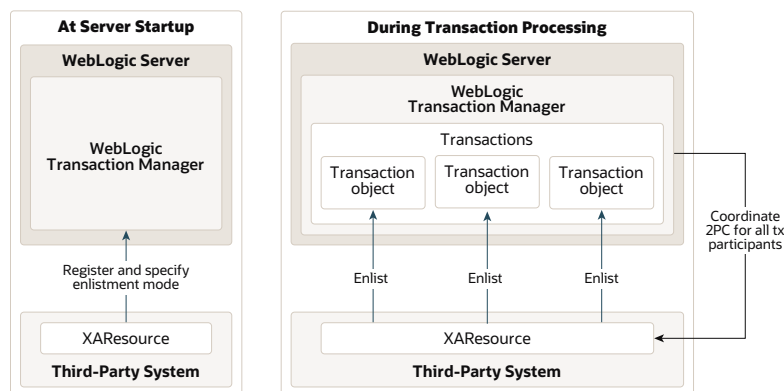 At Server Startup
WebLogic Server
WebLogic
Transaction Manager
Register and specify
enlistment mode
XAResource
Third-Party System
During Transaction Processing
WebLogic Server
WebLogic
Transaction Manager
Transactions
Transaction
object
Transaction
object
Transaction
object
Coordinate
2PC for all tx
participants
Enlist
Enlist
Enlist
XAResource
Third-Party System